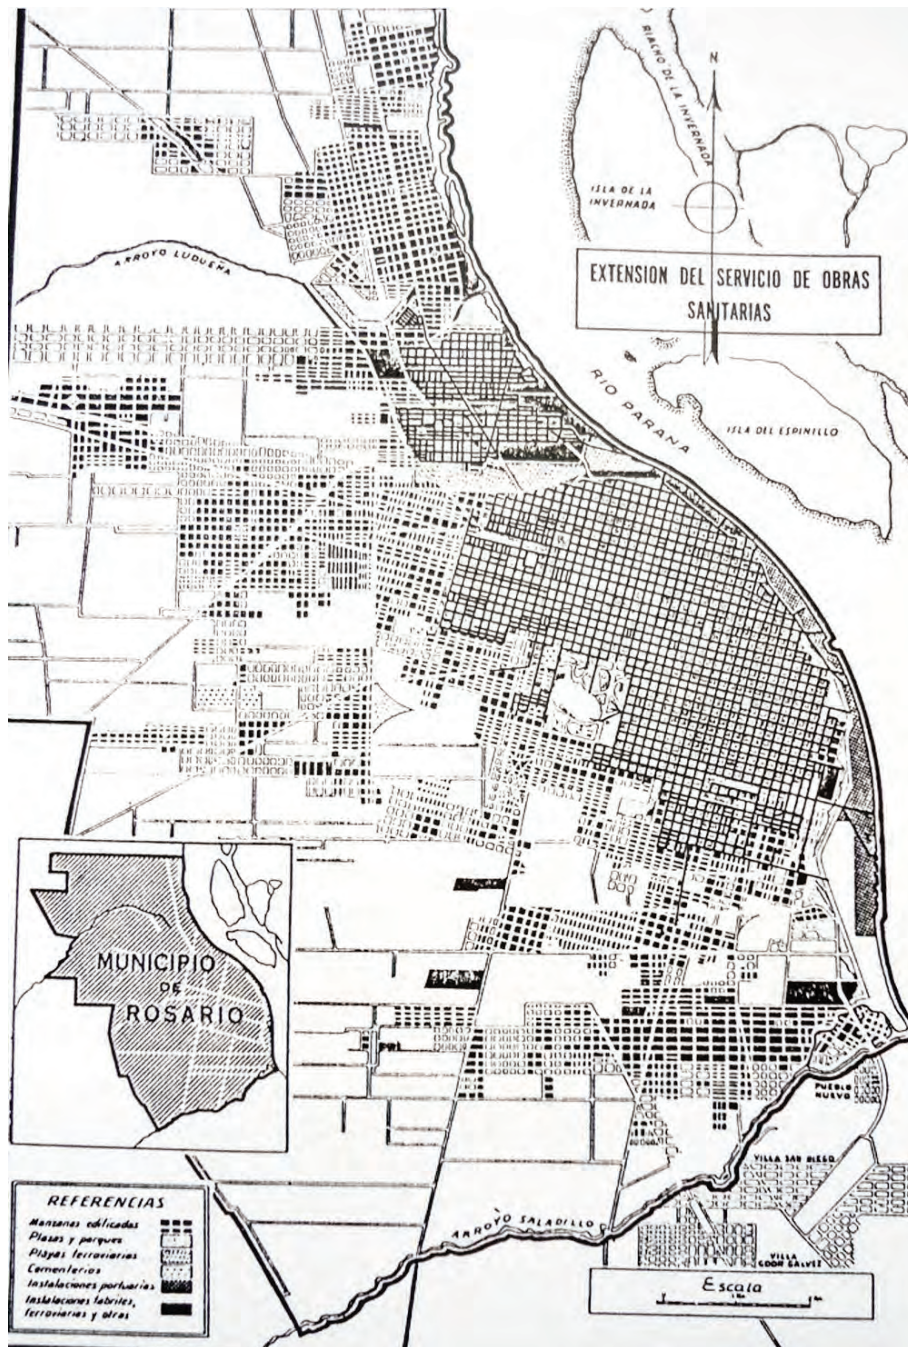 RIACHO DE LA INVERNADA
N
ISLA DE LA
INVERNADA
ARROYO LUDUEÑA
EXTENSION DEL SERVICIO DE OBRAS
SANITARIAS
RIO PARANA
ISLA DEL ESPINILLO
MUNICIPIO
DE
ROSARIO
PUEBLO
NUEVO
VILLA SAN DIEGO
ARROYO SALADILLO
VILLA
GDOR GALVEZ
REFERENCIAS
Manzanas edificadas
Plazas y parques
Playas ferroviarias
Cementerios
Instalaciones portuarias
Instalaciones fabriles,
ferroviarias y otras
Escala